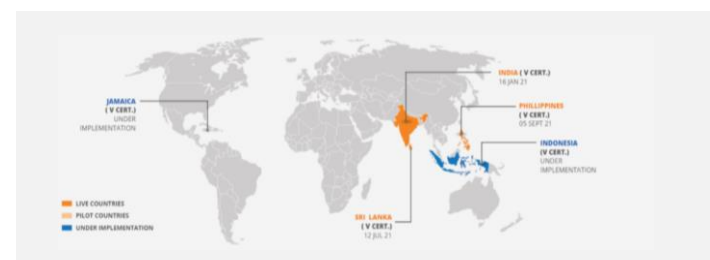 INDIA ( V CERT.)
16 JAN 21
JAMAICA
( V CERT.)
UNDER
IMPLEMENTATION
PHILLIPPINES
( V CERT.)
05 SEPT 21
INDONESIA
(V CERT.)
UNDER
IMPLEMENTATION
LIVE COUNTRIES
PILOT COUNTRIES
UNDER IMPLEMENTATION
SRI LANKA
( V CERT.)
12 JUL 21